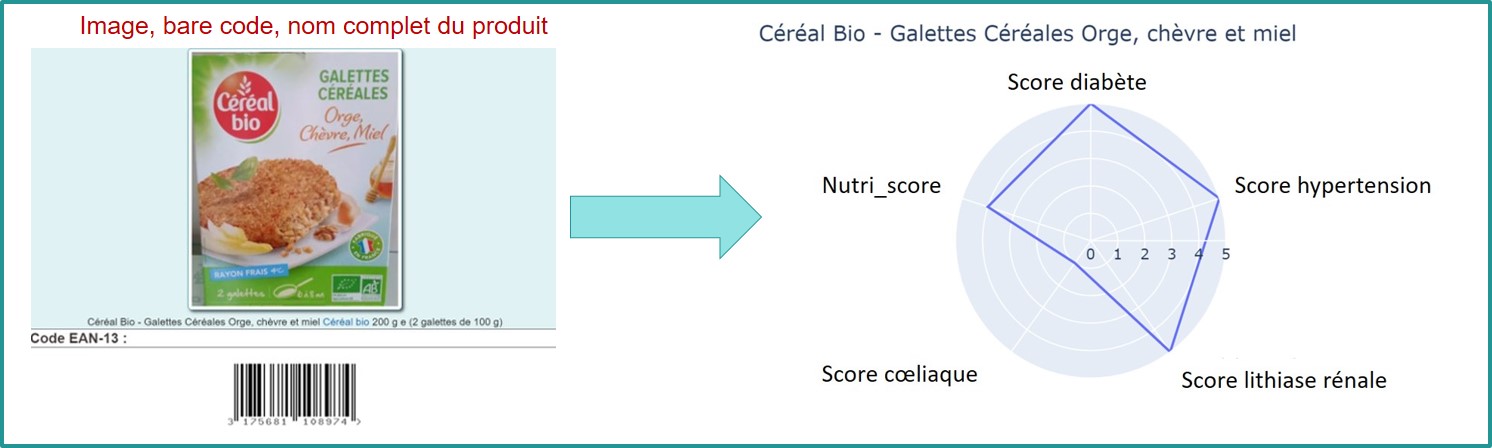 Image, bare code, nom complet du produit
Céréal
bio
GALETTES
CÉRÉALES
Orge,
Chèvre, Miel
RAYON FRAIS
2 galettes
AB
Céréal Bio - Galettes Céréales Orge, chèvre et miel Céréal bio 200 g e (2 galettes de 100 g)
Code EAN-13 :
3 175681 108974 >
Céréal Bio - Galettes Céréales Orge, chèvre et miel
Score diabète
Nutri_score
Score hypertension
0 1 2 3 4 5
Score cœliaque
Score lithiase rénale